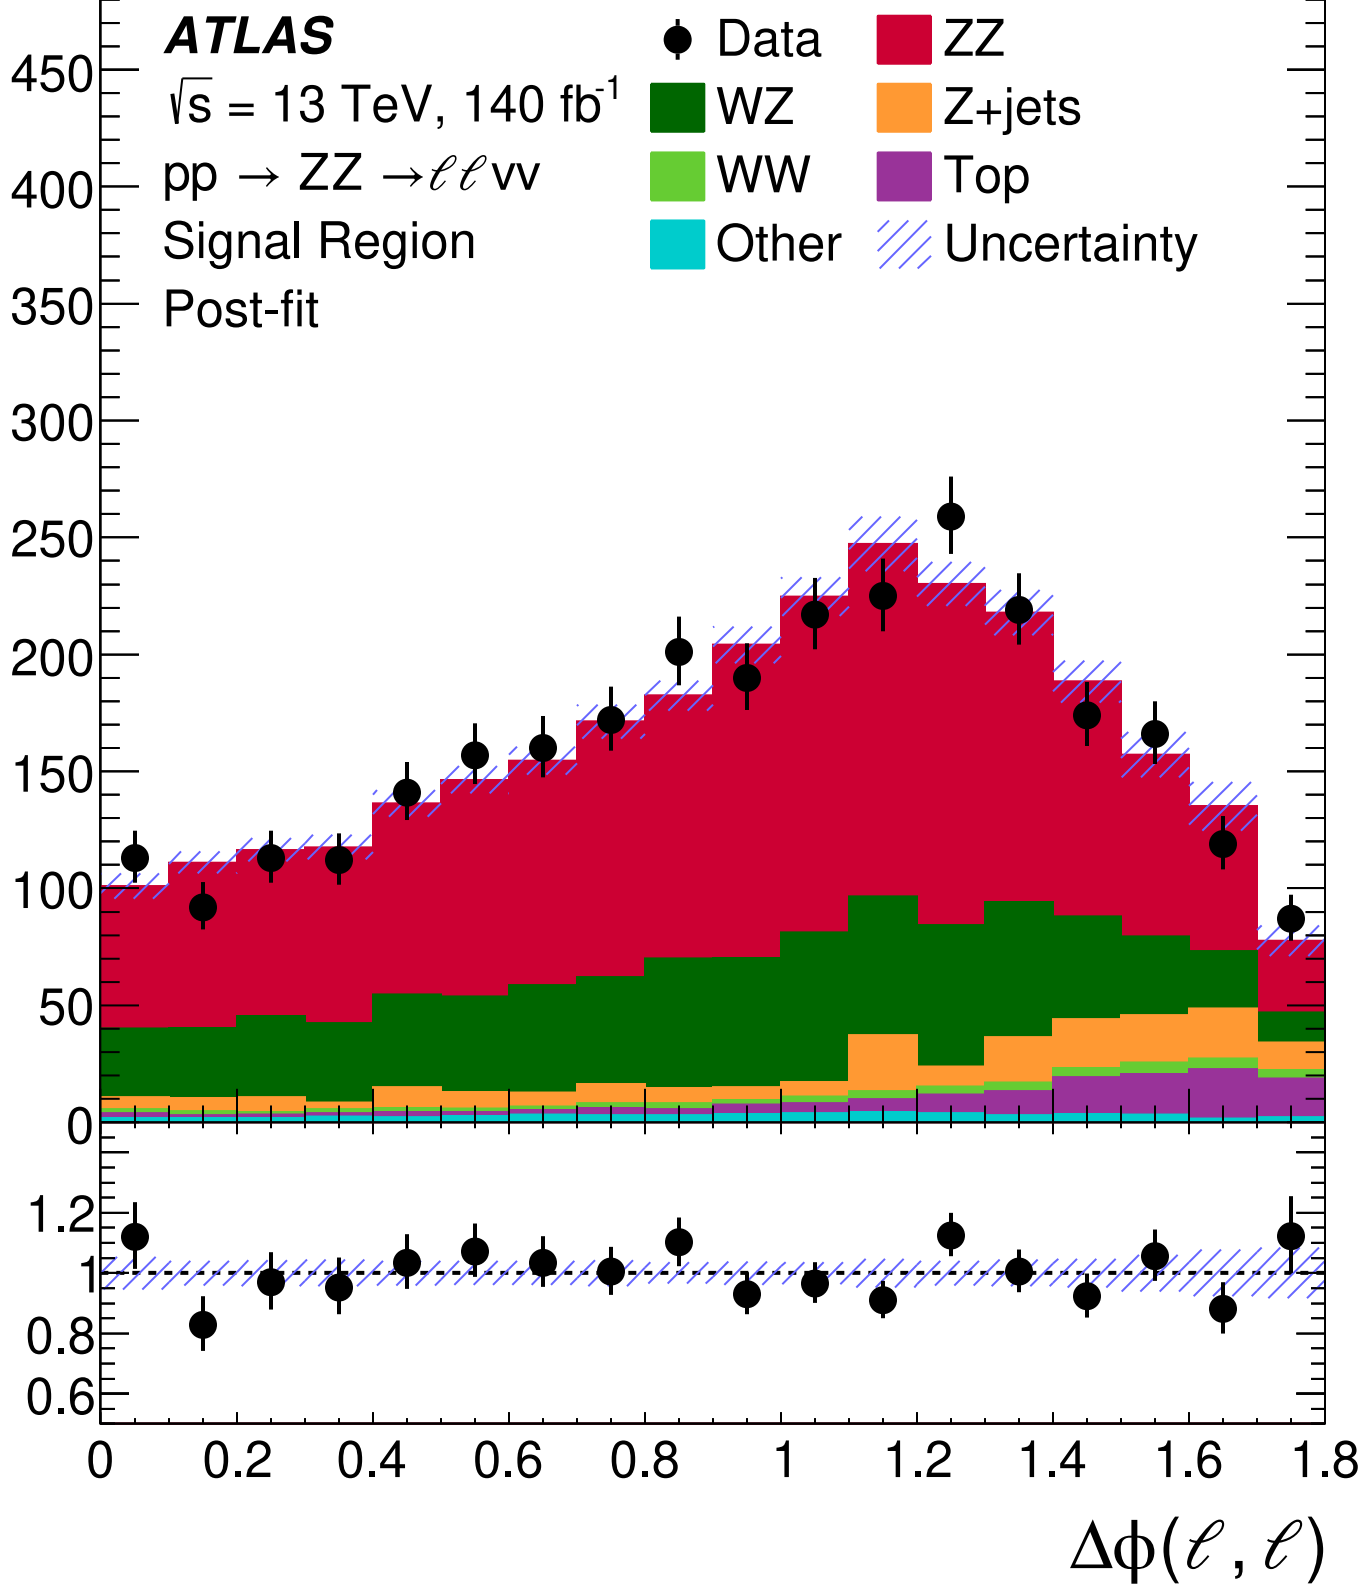 ATLAS
√s = 13 TeV, 140 fb⁻¹
pp → ZZ →ℓℓνν
Signal Region
Post-fit
Data
ZZ
WZ
Z+jets
WW
Top
Other
Uncertainty
450
400
350
300
250
200
150
100
50
0
1.2
1
0.8
0.6
0 0.2 0.4 0.6 0.8 1 1.2 1.4 1.6 1.8
Δϕ(ℓ, ℓ)